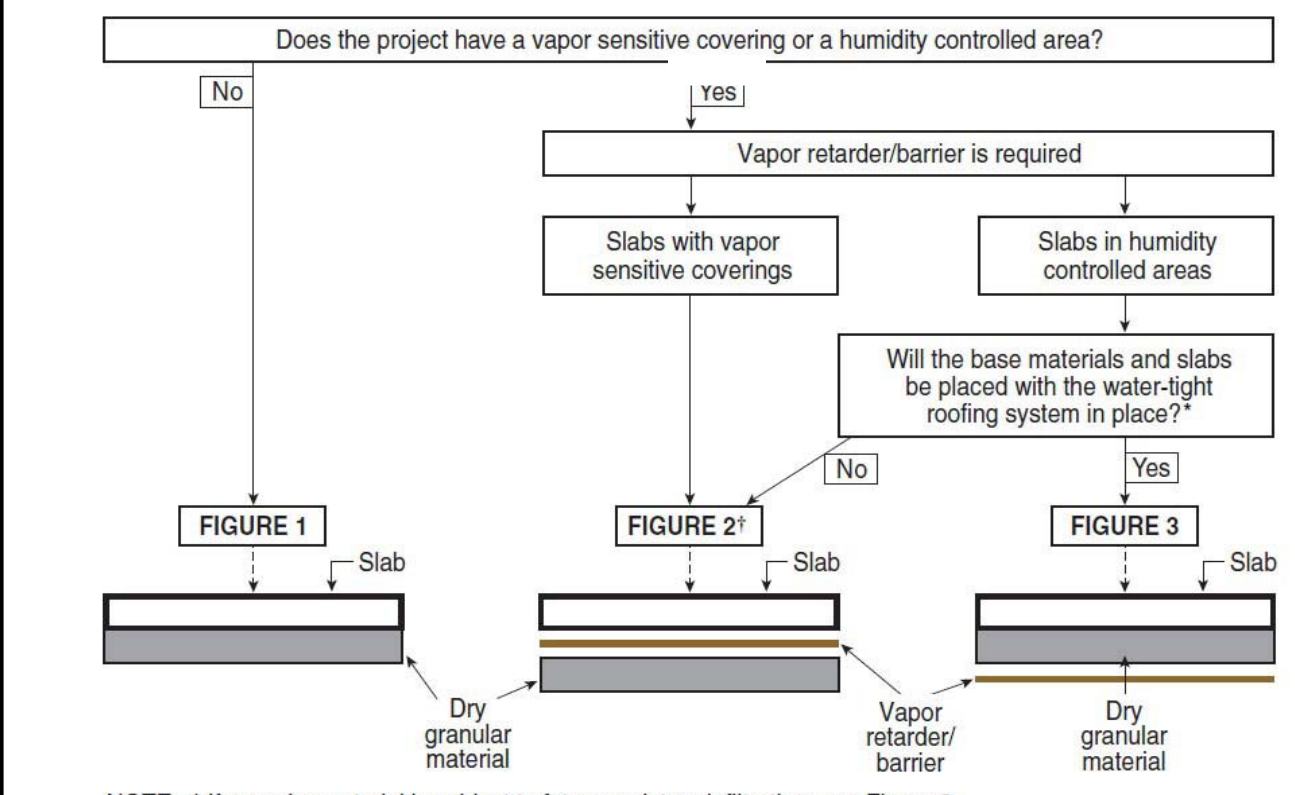 Does the project have a vapor sensitive covering or a humidity controlled area?
No
Yes
Vapor retarder/barrier is required
Slabs with vapor
sensitive coverings
Slabs in humidity
controlled areas
Will the base materials and slabs
be placed with the water-tight
roofing system in place?*
No
Yes
FIGURE 1
FIGURE 2†
FIGURE 3
Slab
Slab
Slab
Dry
granular
material
Vapor
retarder/
barrier
Dry
granular
material